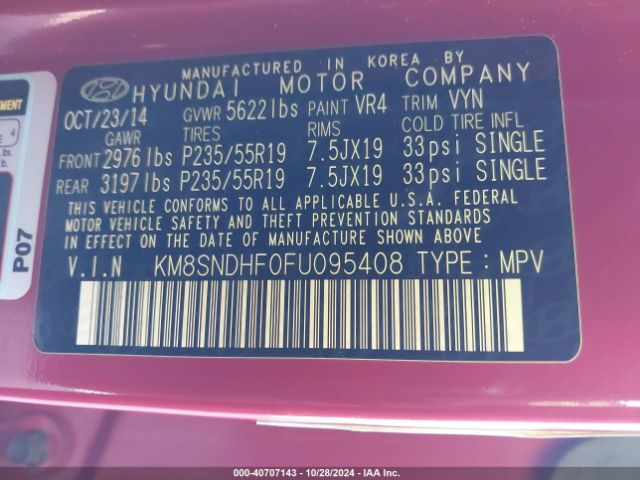 MANUFACTURED IN KOREA BY
HYUNDAI MOTOR COMPANY
OCT/23/14 GVWR 5622lbs PAINT VR4 TRIM VYN
GAWR TIRES RIMS COLD TIRE INFL
FRONT 2976lbs P235/55R19 7.5JX19 33psi SINGLE
REAR 3197lbs P235/55R19 7.5JX19 33psi SINGLE
THIS VEHICLE CONFORMS TO ALL APPLICABLE U.S.A. FEDERAL
MOTOR VEHICLE SAFETY AND THEFT PREVENTION STANDARDS
IN EFFECT ON THE DATE OF MANUFACTURE SHOWN ABOVE
V.I.N KM8SNDHF0FU095408 TYPE : MPV
P07
4
lbs.
000-40707143 - 10/28/2024 - IAA Inc.